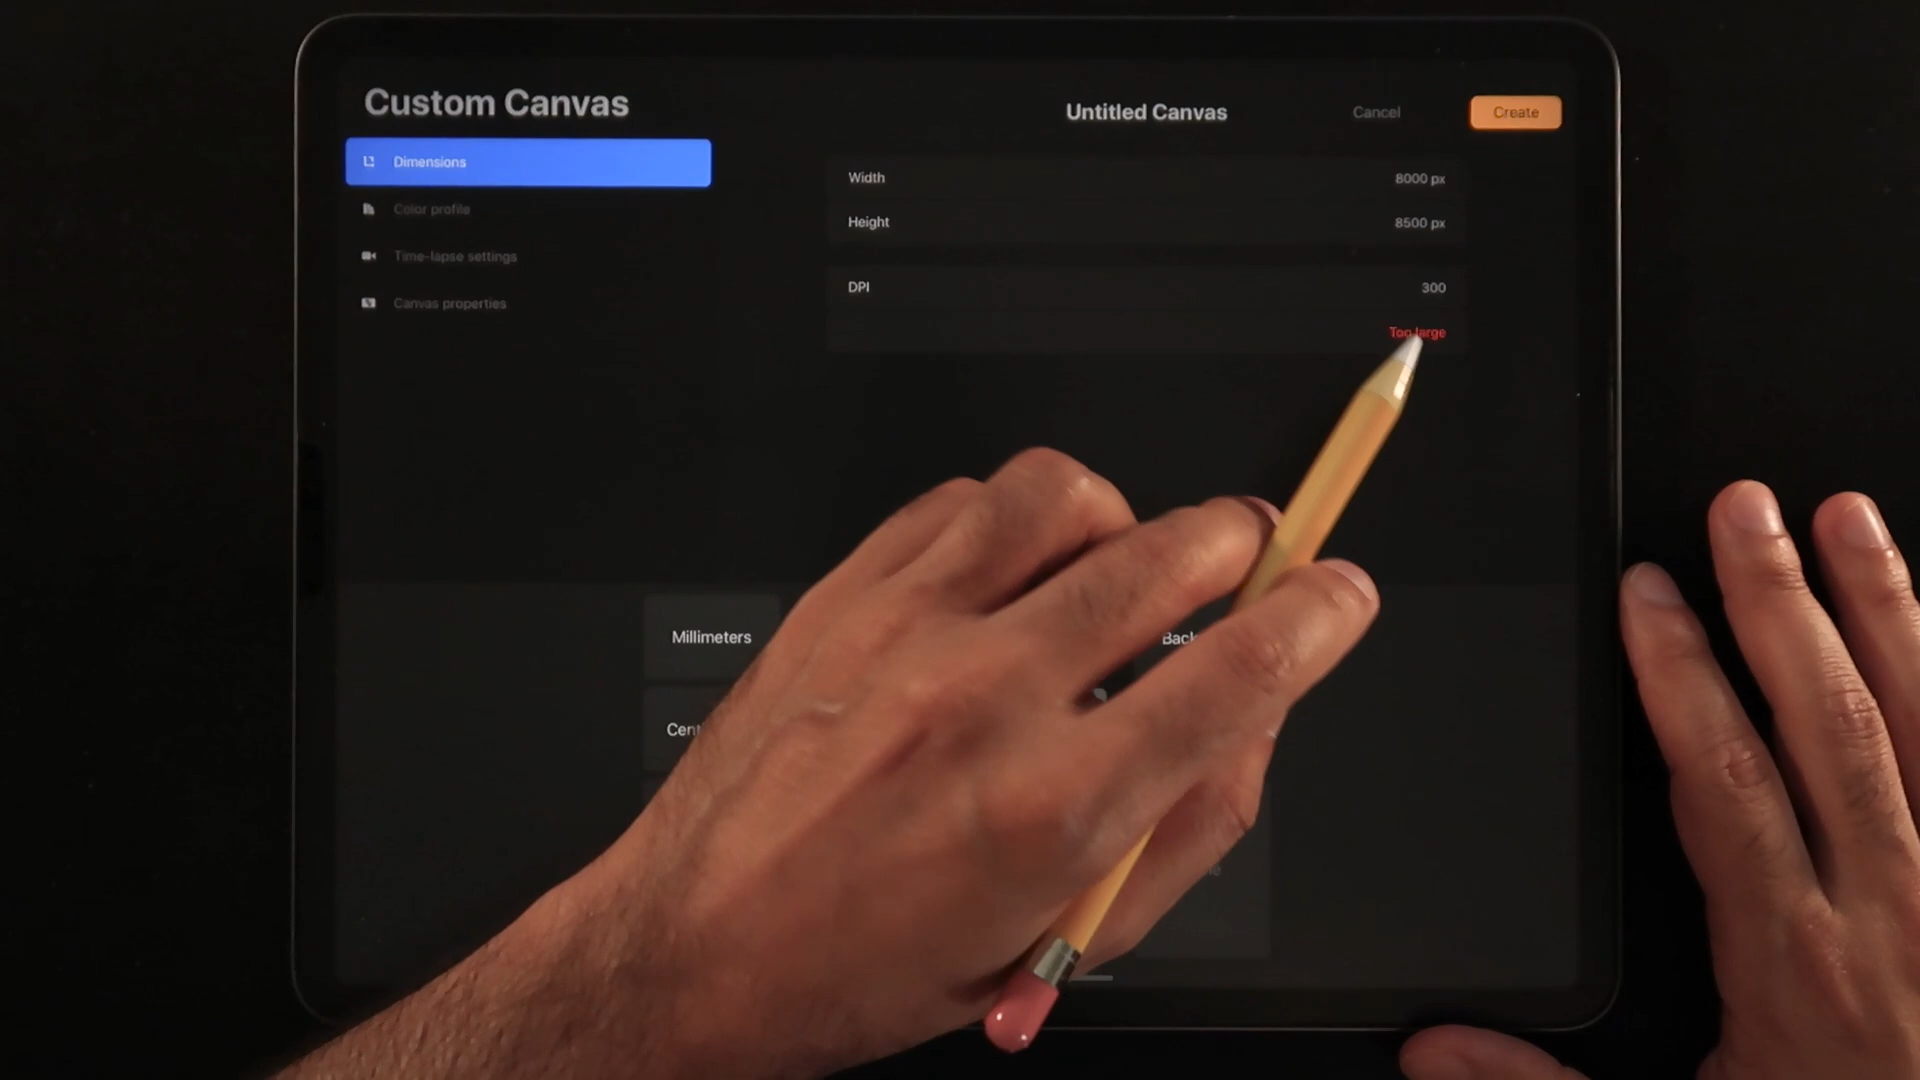 Custom Canvas
Untitled Canvas
Cancel
Create
Dimensions
Color profile
Time-lapse settings
Canvas properties
Width
8000 px
Height
8500 px
DPI
300
Too large
Millimeters